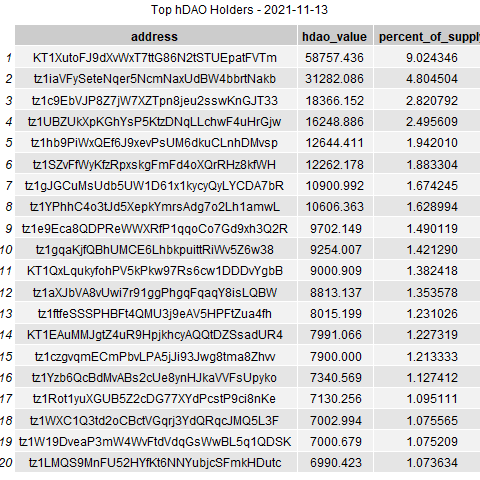 Top hDAO Holders - 2021-11-13
address hdao_value percent_of_supply
1 KT1XutoFJ9dXvWxT7ttG86N2tSTUEpatFVTm 58757.436 9.024346
2 tz1iaVFySeteNqer5NcmNaxUdBW4bbrtNakb 31282.086 4.804504
3 tz1c9EbVJP8Z7jW7XZTpn8jeu2sswKnGJT33 18366.152 2.820792
4 tz1UBZUkXpKGhYsP5KtzDNqLLchwF4uHrGjw 16248.886 2.495609
5 tz1hb9PiWxQEf6J9xevPsUM6dkuCLnhDMvsp 12644.411 1.942010
6 tz1SZvFfWyKfzRpxskgFmFd4oXQrRHz8kfWH 12262.178 1.883304
7 tz1gJGCuMsUdb5UW1D61x1kycyQyLYCDA7bR 10900.992 1.674245
8 tz1YPhhC4o3tJd5XepkYmrsAdg7o2Lh1amwL 10606.363 1.628994
9 tz1e9Eca8QDPReWWXRfP1qqoCo7Gd9xh3Q2R 9702.149 1.490119
10 tz1gqaKjfQBhUMCE6LhbkpuittRiWv5Z6w38 9254.007 1.421290
11 KT1QxLqukyfohPV5kPkw97Rs6cw1DDDvYgbB 9000.909 1.382418
12 tz1aXJbVA8vUwi7r91ggPhgqFqaqY8isLQBW 8813.137 1.353578
13 tz1ftfeSSSPHBFt4QMU3j9eAV5HPFtZua4fh 8015.199 1.231026
14 KT1EAuMMJgtZ4uR9HpjkhcyAQQtDZSsadUR4 7991.066 1.227319
15 tz1czgvqmECmPbvLPA5jJi93Jwg8tma8Zhvv 7900.000 1.213333
16 tz1Yzb6QcBdMvABs2cUe8ynHJkaVVFsUpyko 7340.569 1.127412
17 tz1Rot1yuXGUB5Z2cDG77XYdPcstP9ci8nKe 7130.256 1.095111
18 tz1WXC1Q3td2oCBctVGqrj3YdQRqcJMQ5L3F 7002.994 1.075565
19 tz1W19DveaP3mW4WvFtdVdqGsWwBL5q1QDSK 7000.679 1.075209
20 tz1LMQS9MnFU52HYfKt6NNYubjcSFmkHDutc 6990.423 1.073634